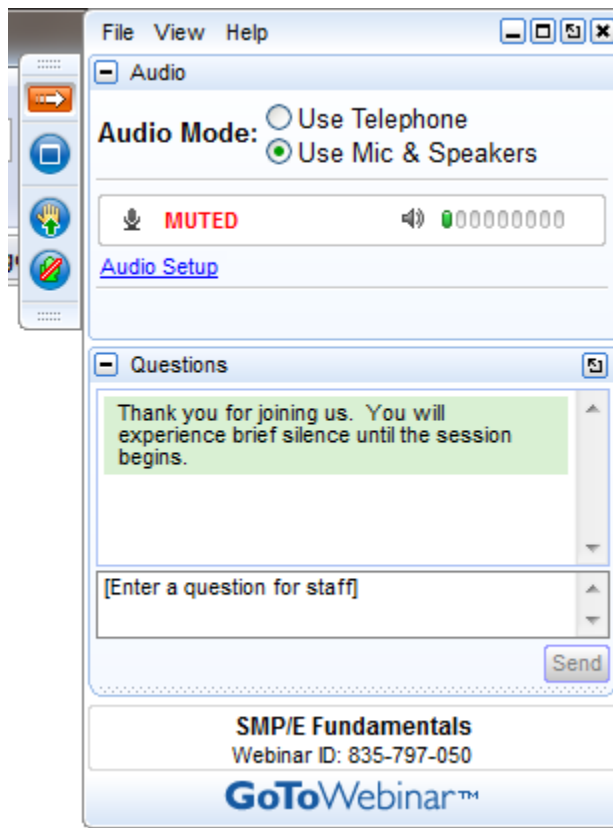 File View Help
Audio
Audio Mode:
Use Telephone
Use Mic & Speakers
MUTED
Audio Setup
Questions
Thank you for joining us. You will
experience brief silence until the session
begins.
[Enter a question for staff]
Send
SMP/E Fundamentals
Webinar ID: 835-797-050
GoToWebinar™